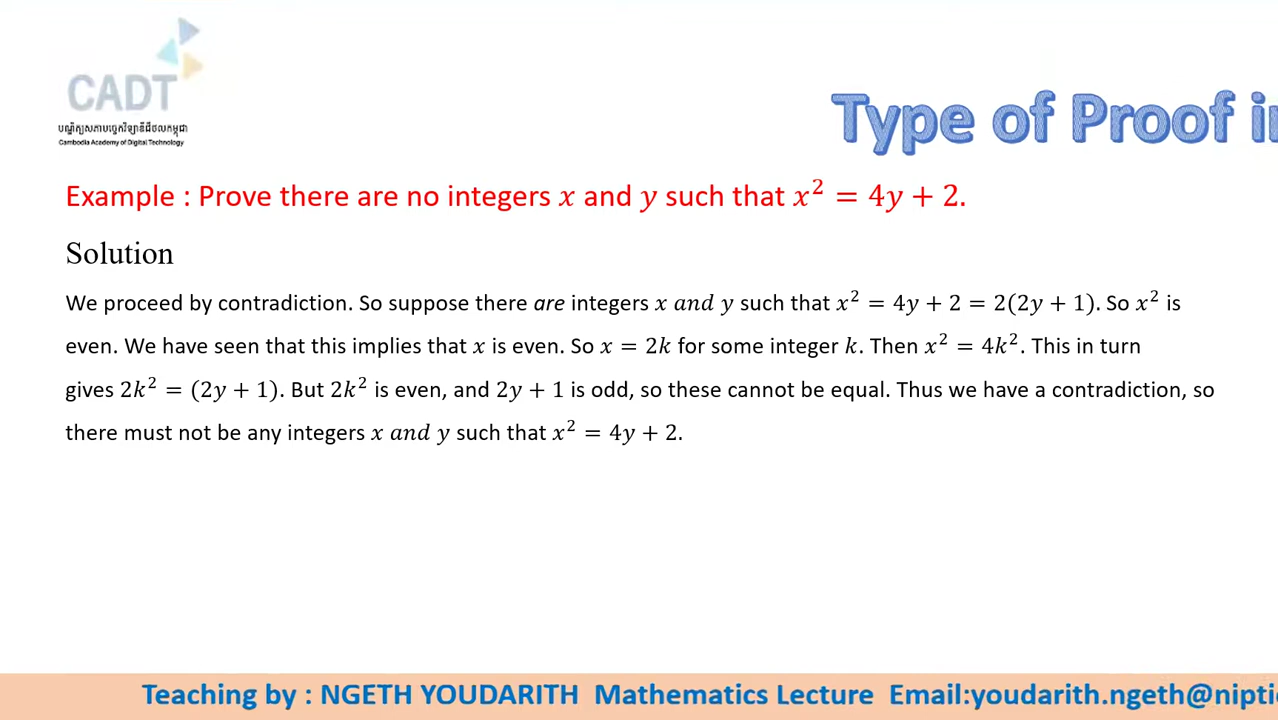 CADT
បណ្ឌិត្យសភាបច្ចេកវិទ្យាឌីជីថលកម្ពុជា
Cambodia Academy of Digital Technology
Type of Proof in
Example : Prove there are no integers x and y such that x² = 4y + 2.
Solution
We proceed by contradiction. So suppose there are integers x and y such that x² = 4y + 2 = 2(2y + 1). So x² is
even. We have seen that this implies that x is even. So x = 2k for some integer k. Then x² = 4k². This in turn
gives 2k² = (2y + 1). But 2k² is even, and 2y + 1 is odd, so these cannot be equal. Thus we have a contradiction, so
there must not be any integers x and y such that x² = 4y + 2.
Teaching by : NGETH YOUDARITH Mathematics Lecture Email:youdarith.ngeth@niptic